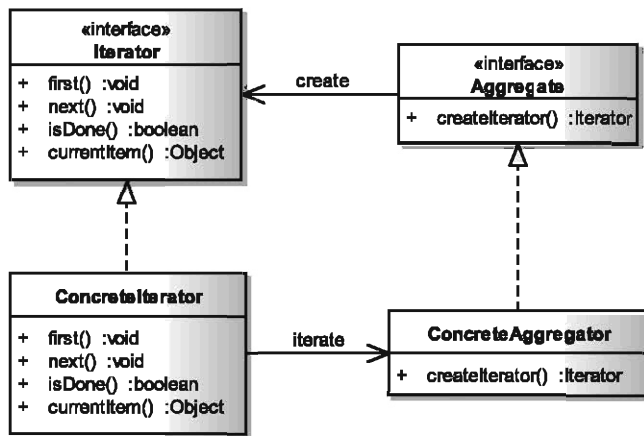 «interface»
Iterator
+ first() :void
+ next() :void
+ isDone() :boolean
+ currentItem() :Object
create
«interface»
Aggregate
+ createIterator() :Iterator
ConcreteIterator
+ first() :void
+ next() :void
+ isDone() :boolean
+ currentItem() :Object
iterate
ConcreteAggregator
+ createIterator() :Iterator